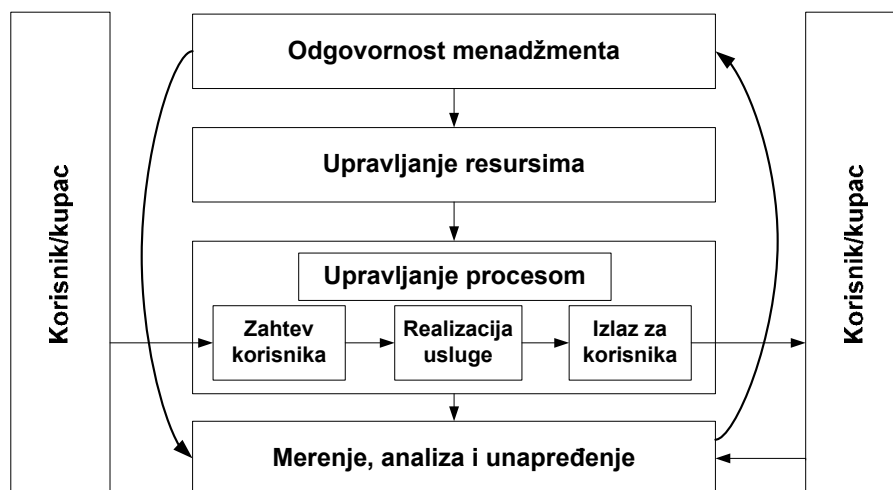 Korisnik/kupac
Odgovornost menadžmenta
Upravljanje resursima
Upravljanje procesom
Zahtev
korisnika
Realizacija
usluge
Izlaz za
korisnika
Merenje, analiza i unapređenje
Korisnik/kupac